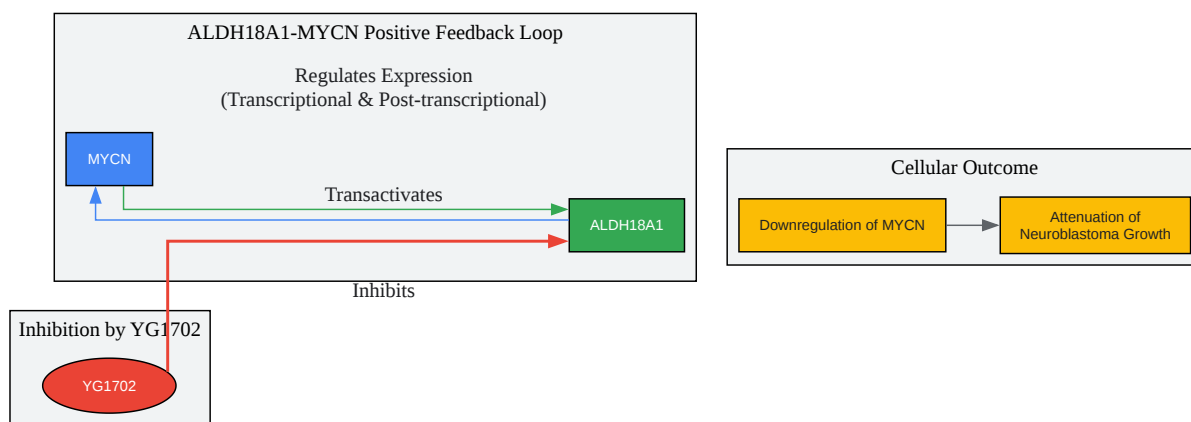 ALDH18A1-MYCN Positive Feedback Loop
Regulates Expression
(Transcriptional & Post-transcriptional)
MYCN
Transactivates
ALDH18A1
Inhibits
Inhibition by YG1702
YG1702
Cellular Outcome
Downregulation of MYCN
Attenuation of
Neuroblastoma Growth